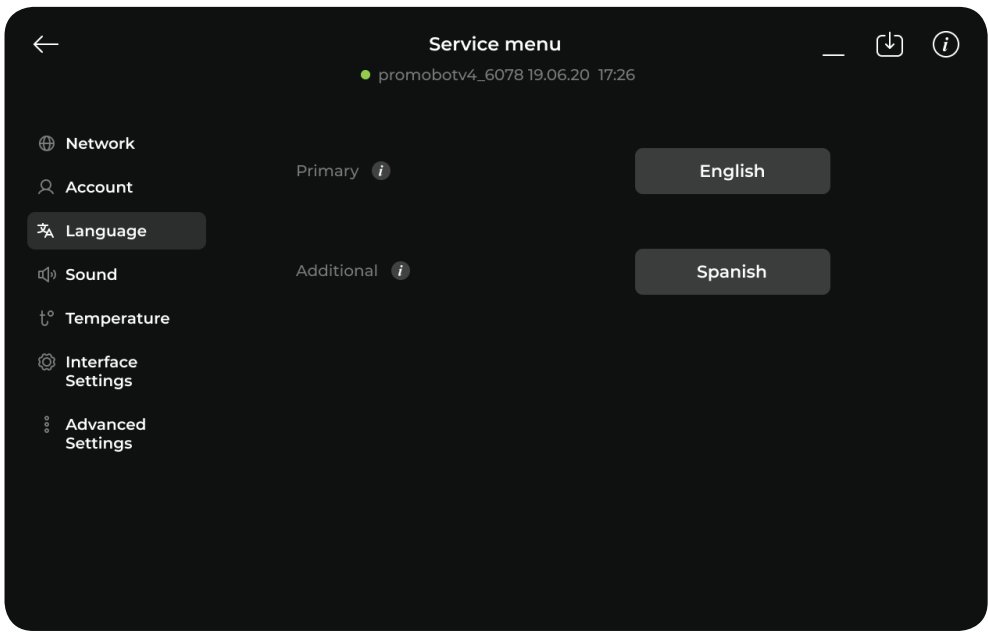 Service menu
promobotv4_6078 19.06.20 17:26
Network
Account
Language
Sound
Temperature
Interface
Settings
Advanced
Settings
Primary i
English
Additional i
Spanish